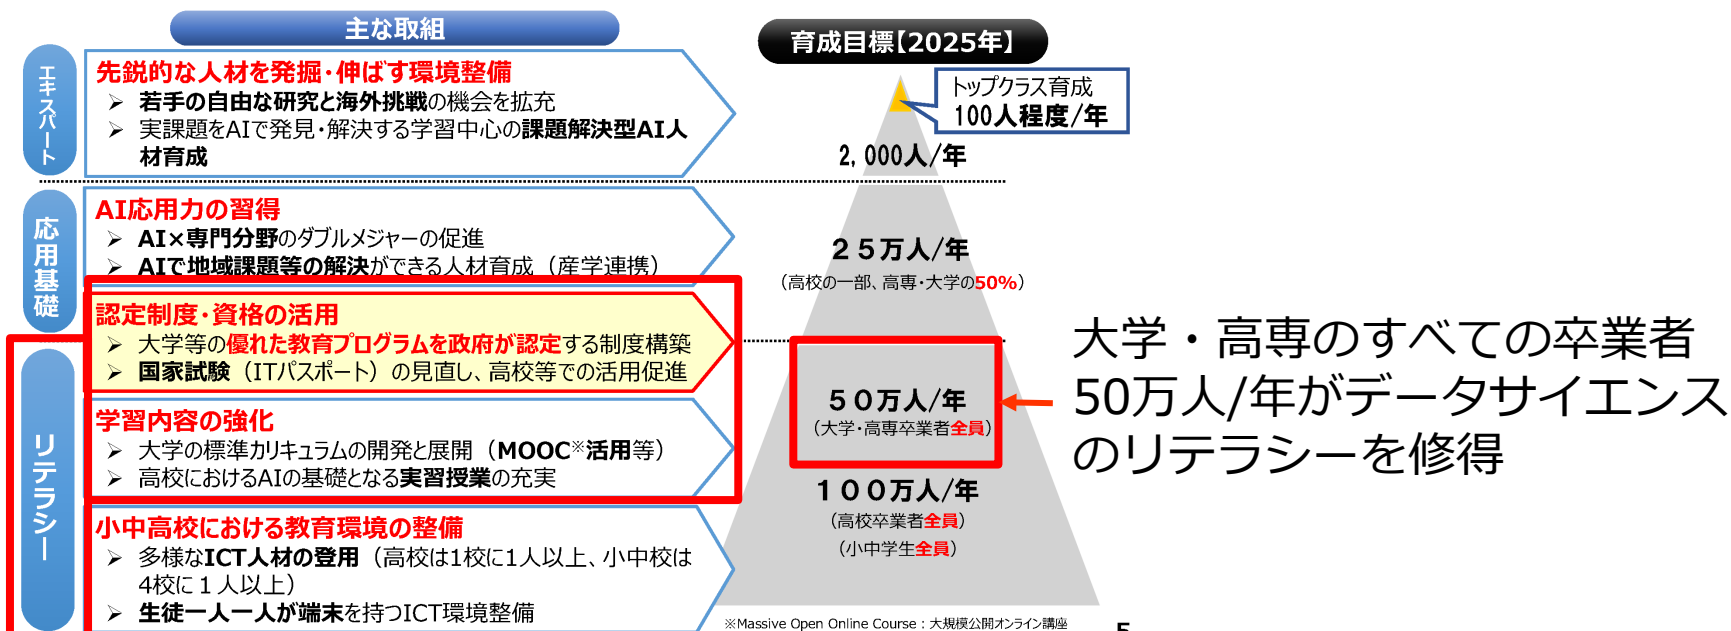 主な取組
育成目標【2025年】
エキスパート
先鋭的な人材を発掘・伸ばす環境整備
➢ 若手の自由な研究と海外挑戦の機会を拡充
➢ 実課題をAIで発見・解決する学習中心の課題解決型AI人
材育成
トップクラス育成
100人程度/年
2,000人/年
応用基礎
AI応用力の習得
➢ AI×専門分野のダブルメジャーの促進
➢ AIで地域課題等の解決ができる人材育成（産学連携）
２５万人/年
（高校の一部、高専・大学の50%）
認定制度・資格の活用
➢ 大学等の優れた教育プログラムを政府が認定する制度構築
➢ 国家試験（ITパスポート）の見直し、高校等での活用促進
リテラシー
学習内容の強化
➢ 大学の標準カリキュラムの開発と展開（MOOC※活用等）
➢ 高校におけるAIの基礎となる実習授業の充実
５０万人/年
（大学・高専卒業者全員）
大学・高専のすべての卒業者
50万人/年がデータサイエンス
のリテラシーを修得
小中高校における教育環境の整備
➢ 多様なICT人材の登用（高校は1校に1人以上、小中校は
4校に１人以上）
➢ 生徒一人一人が端末を持つICT環境整備
１００万人/年
（高校卒業者全員）
（小中学生全員）
※Massive Open Online Course：大規模公開オンライン講座
5